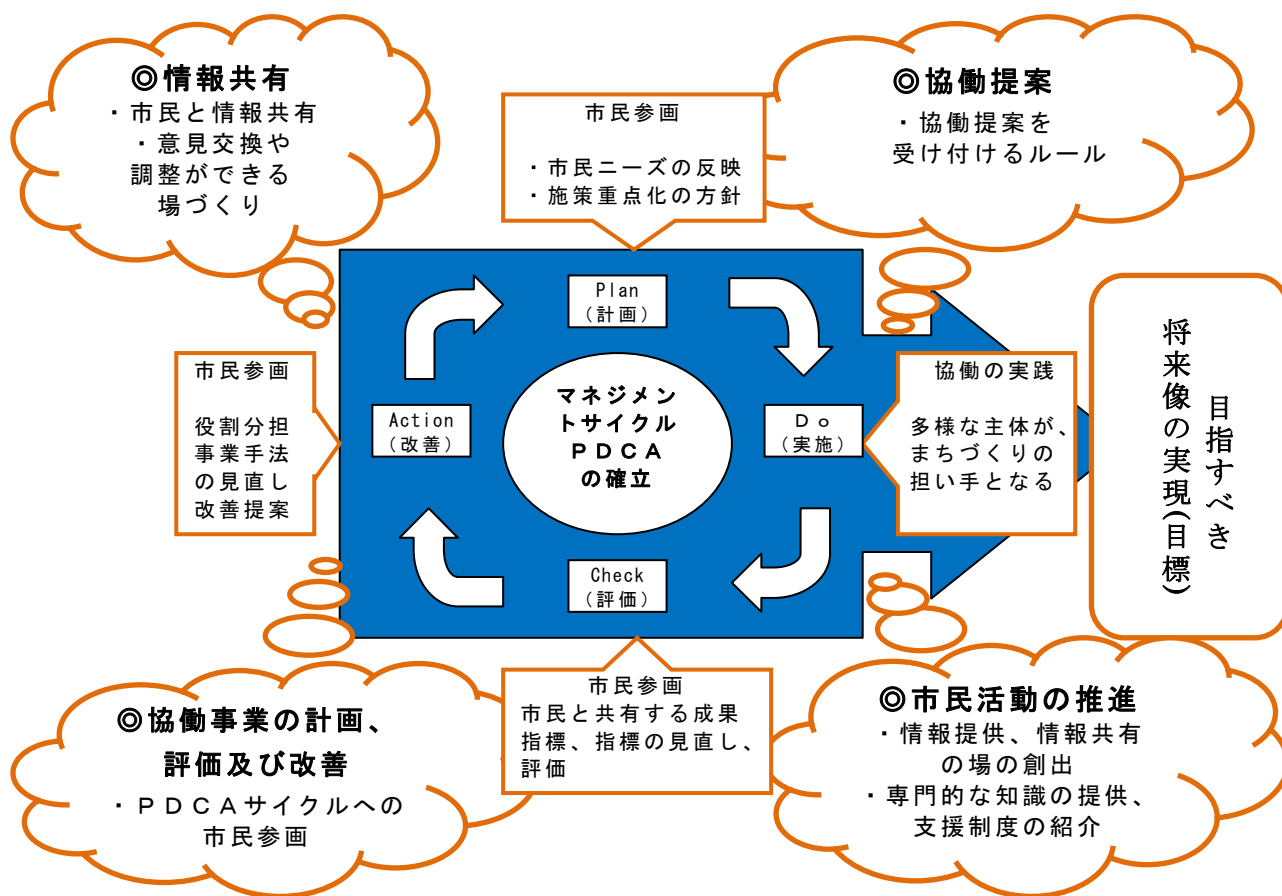 ◎情報共有
・市民と情報共有
・意見交換や
調整ができる
場づくり
市民参画
・市民ニーズの反映
・施策重点化の方針
◎協働提案
・協働提案を
受け付けるルール
Plan
(計画)
市民参画
役割分担
事業手法
の見直し
改善提案
Action
(改善)
マネジメン
トサイクル
ＰＤＣＡ
の確立
Ｄｏ
(実施)
協働の実践
多様な主体が、
まちづくりの
担い手となる
目指すべき
将来像の実現(目標)
Check
(評価)
◎協働事業の計画、
評価及び改善
・ＰＤＣＡサイクルへの
市民参画
市民参画
市民と共有する成果
指標、指標の見直し、
評価
◎市民活動の推進
・情報提供、情報共有
の場の創出
・専門的な知識の提供、
支援制度の紹介